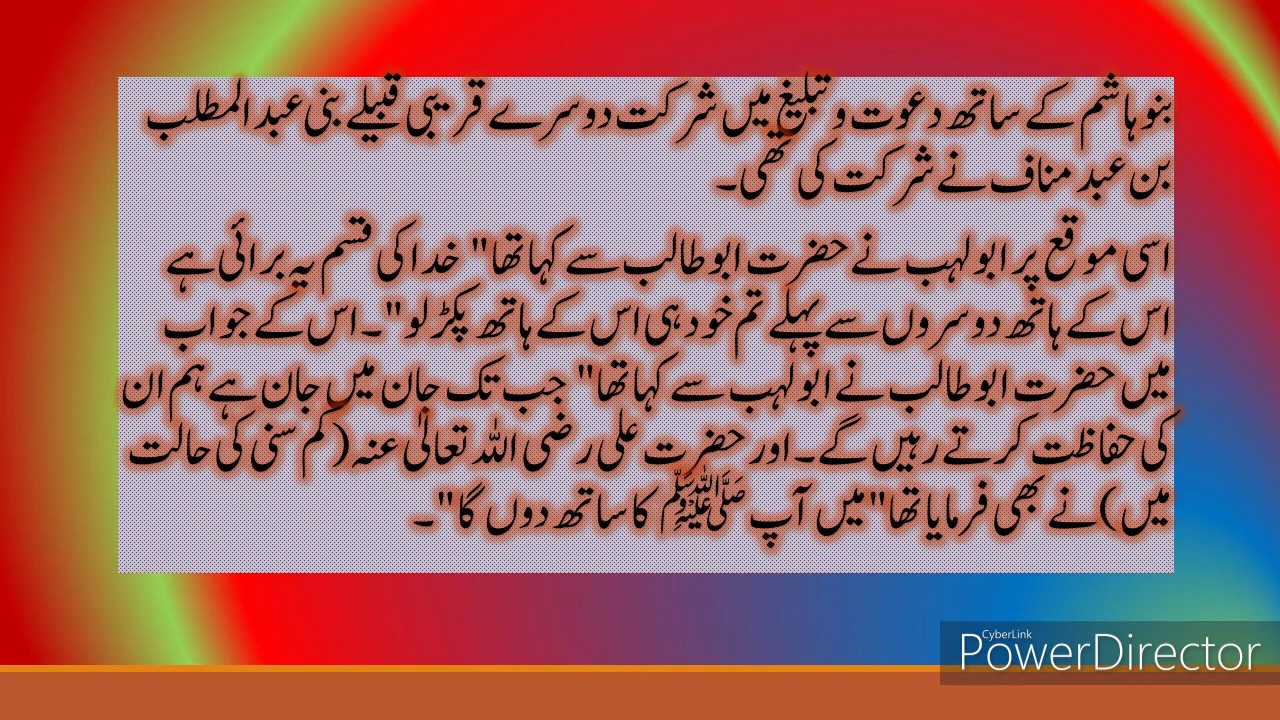 بنو ہاشم کے ساتھ دعوت و تبلیغ میں شرکت دوسرے قریبی قبیلے بنی عبد المطلب
بن عبد مناف نے شرکت کی تھی۔
اسی موقع پر ابولہب نے حضرت ابو طالب سے کہا تھا" خدا کی قسم یہ برائی ہے
اس کے ہاتھ دوسروں سے پہلے تم خود ہی اس کے ہاتھ پکڑ لو"۔ اس کے جواب
میں حضرت ابو طالب نے ابولہب سے کہا تھا" جب تک جان میں جان ہے ہم ان
کی حفاظت کرتے رہیں گے۔ اور حضرت علی رضی اللہ تعالٰی عنہ (کم سنی کی حالت
میں) نے بھی فرمایا تھا" میں آپ ﷺ کا ساتھ دوں گا"۔
CyberLink
PowerDirector